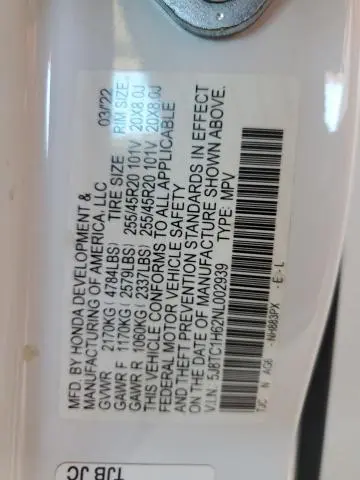 MFD. BY HONDA DEVELOPMENT & 03/'22
MANUFACTURING OF AMERICA, LLC
TIRE SIZE RIM SIZE
GVWR 2170KG ( 4784LBS)
GAWR F 1170KG ( 2579LBS) 255/45R20 101V 20X8.0J
GAWR R 1060KG ( 2337LBS) 255/45R20 101V 20X8.0J
THIS VEHICLE CONFORMS TO ALL APPLICABLE
FEDERAL MOTOR VEHICLE SAFETY
AND THEFT PREVENTION STANDARDS IN EFFECT
ON THE DATE OF MANUFACTURE SHOWN ABOVE.
V.I.N.: 5J8TC1H62NL002939 TYPE: MPV
TJC N AG6 -NH883PX - E - L
TJB JC